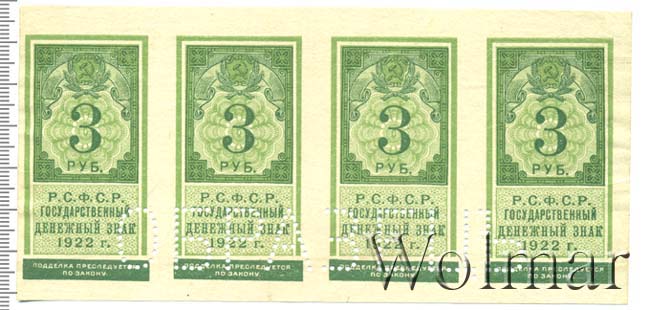 3 3 3 3
РУБ. РУБ. РУБ. РУБ.
Р.С.Ф.С.Р. Р.С.Ф.С.Р. Р.С.Ф.С.Р. Р.С.Ф.С.Р.
ГОСУДАРСТВЕННЫЙ ГОСУДАРСТВЕННЫЙ ГОСУДАРСТВЕННЫЙ ГОСУДАРСТВЕННЫЙ
ДЕНЕЖНЫЙ ЗНАК ДЕНЕЖНЫЙ ЗНАК ДЕНЕЖНЫЙ ЗНАК ДЕНЕЖНЫЙ ЗНАК
1922 г. 1922 г. 1922 г. 1922 г.
ПОДДЕЛКА ПРЕСЛЕДУЕТСЯ ПОДДЕЛКА ПРЕСЛЕДУЕТСЯ ПОДДЕЛКА ПРЕСЛЕДУЕТСЯ ПОДДЕЛКА ПРЕСЛЕДУЕТСЯ
ПО ЗАКОНУ. ПО ЗАКОНУ. ПО ЗАКОНУ. ПО ЗАКОНУ.
Wolmar